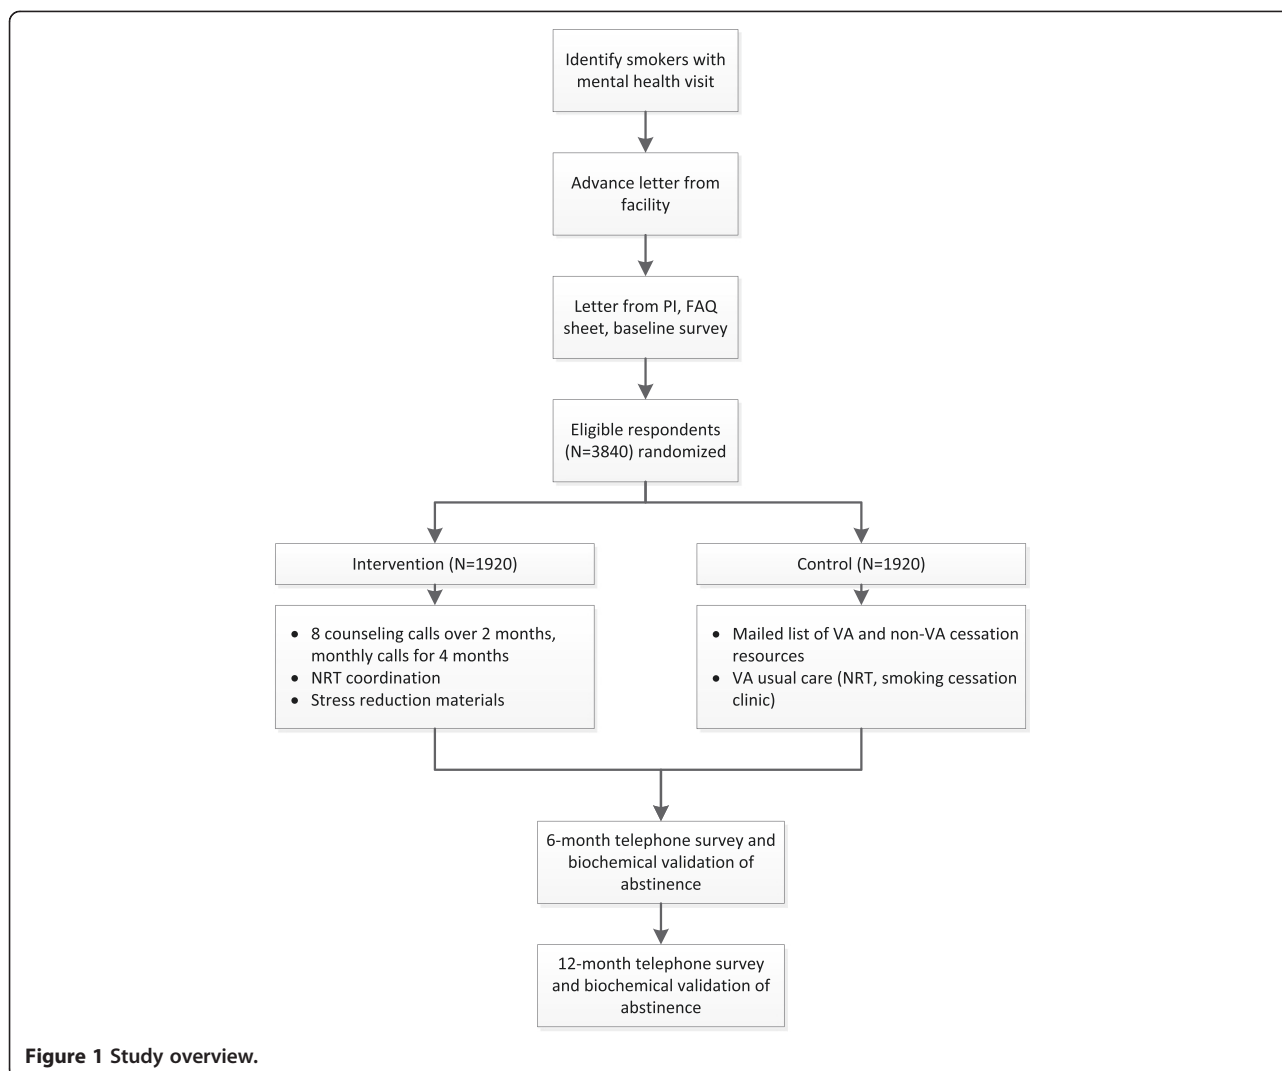 Identify smokers with
mental health visit
Advance letter from
facility
Letter from PI, FAQ
sheet, baseline survey
Eligible respondents
(N=3840) randomized
Intervention (N=1920)
Control (N=1920)
• 8 counseling calls over 2 months,
monthly calls for 4 months
• NRT coordination
• Stress reduction materials
• Mailed list of VA and non-VA cessation
resources
• VA usual care (NRT, smoking cessation
clinic)
6-month telephone survey and
biochemical validation of
abstinence
12-month telephone survey
and biochemical validation of
abstinence
Figure 1 Study overview.